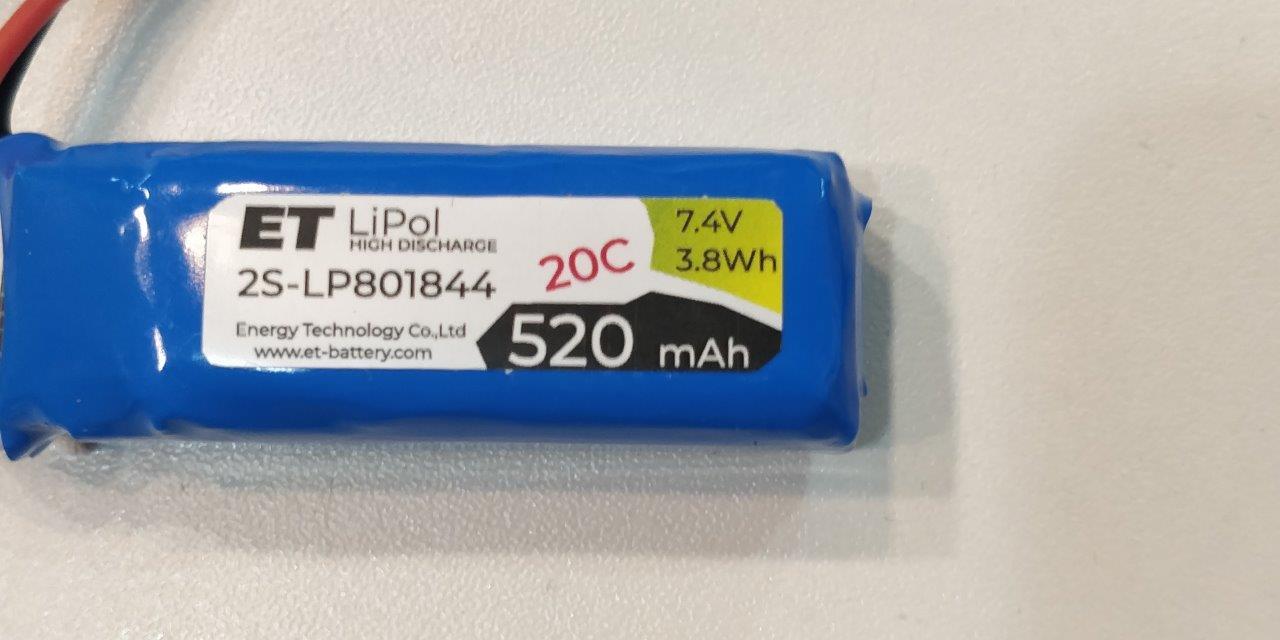 ET LiPol
HIGH DISCHARGE
2S-LP801844
20C
7.4V
3.8Wh
Energy Technology Co.,Ltd
www.et-battery.com
520 mAh